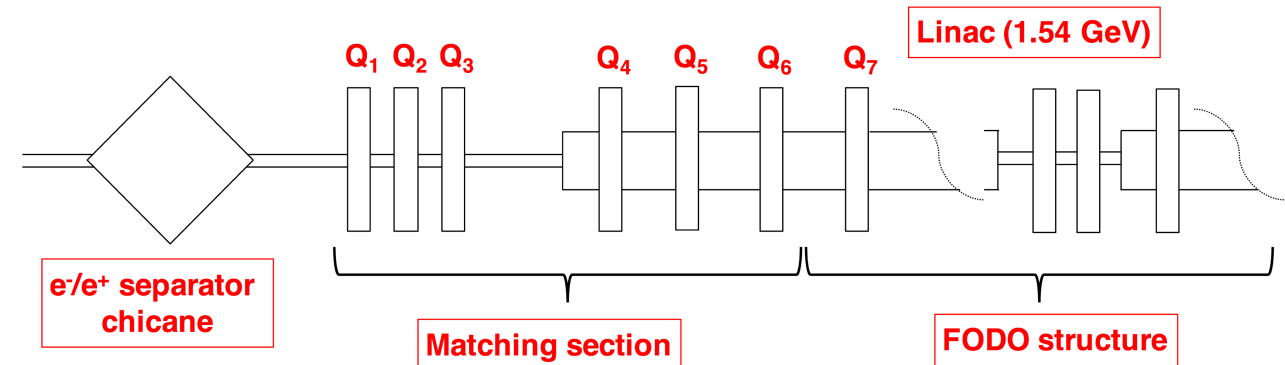 Linac (1.54 GeV)
Q₁ Q₂ Q₃ Q₄ Q₅ Q₆ Q₇
e⁻/e⁺ separator
chicane
Matching section
FODO structure